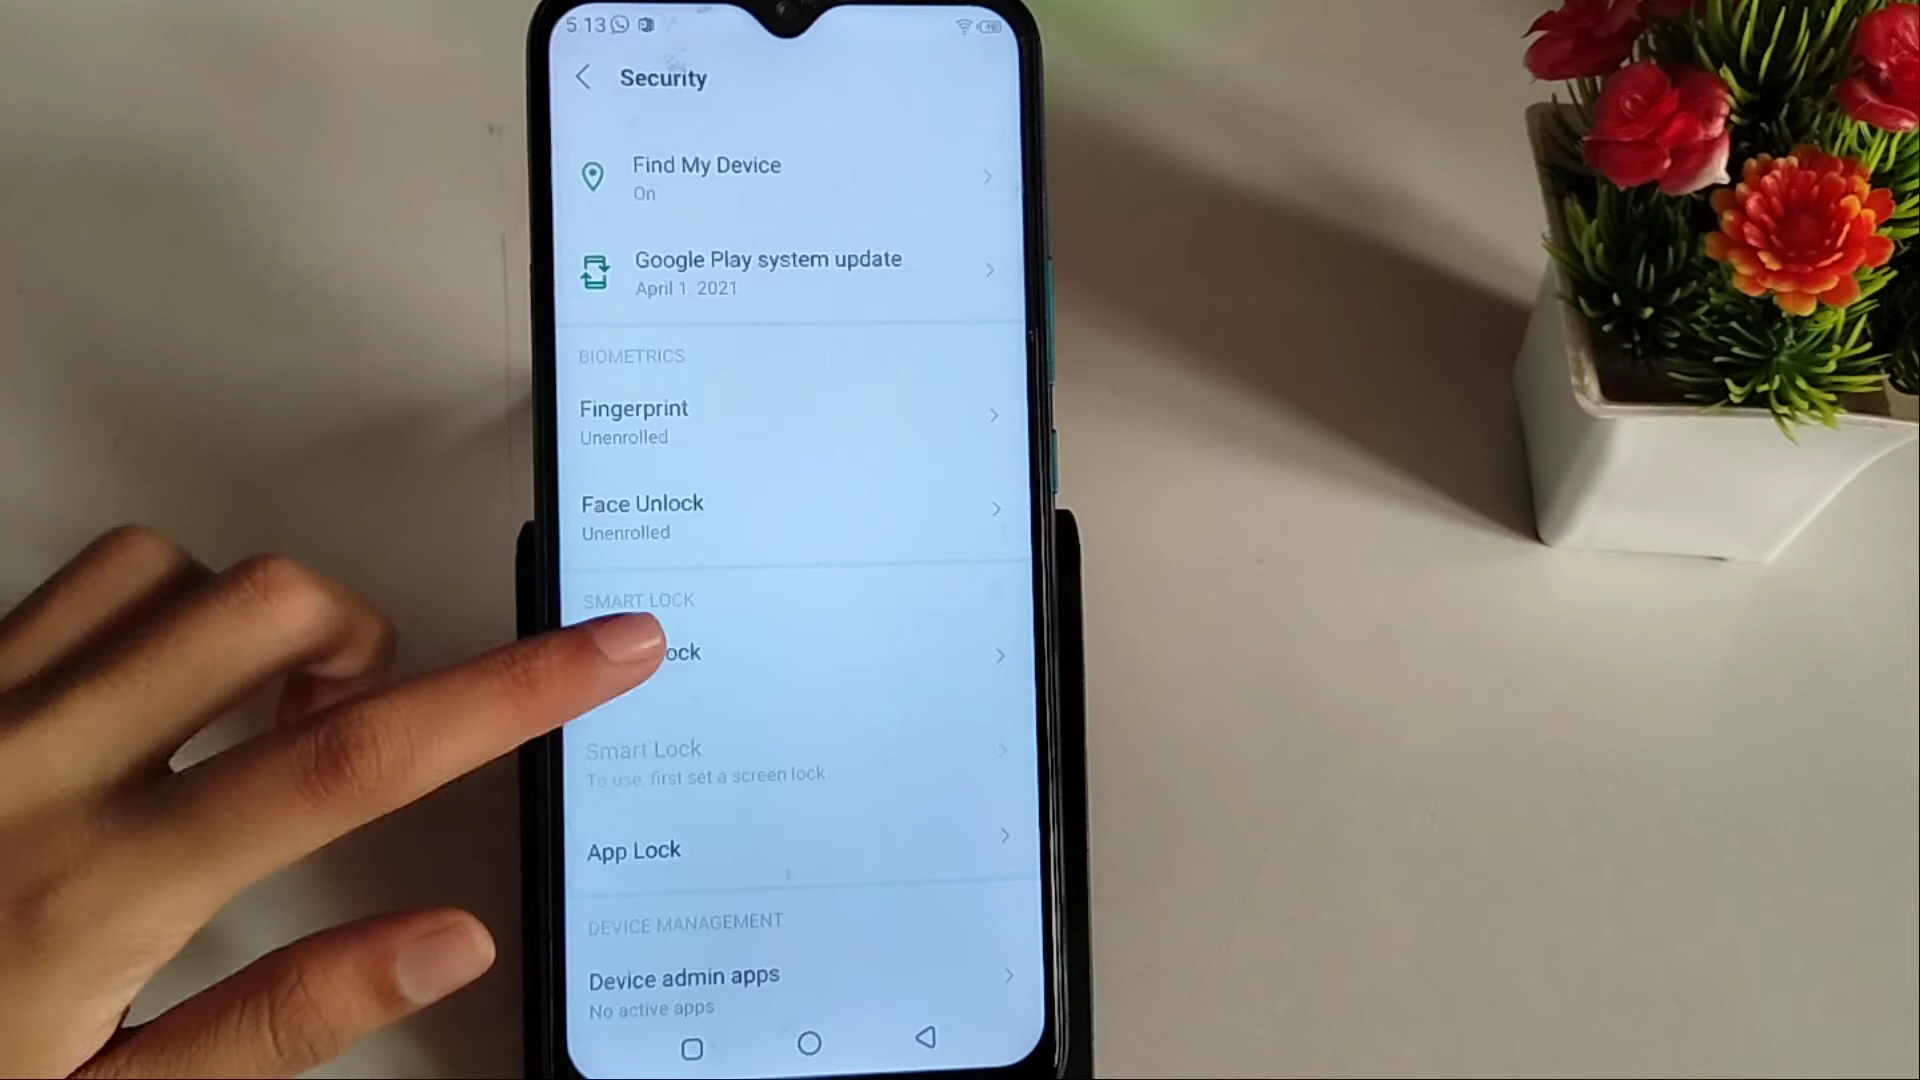 5:13
Security
Find My Device
On
Google Play system update
April 1, 2021
BIOMETRICS
Fingerprint
Unenrolled
Face Unlock
Unenrolled
SMART LOCK
ock
Smart Lock
To use, first set a screen lock
App Lock
DEVICE MANAGEMENT
Device admin apps
No active apps